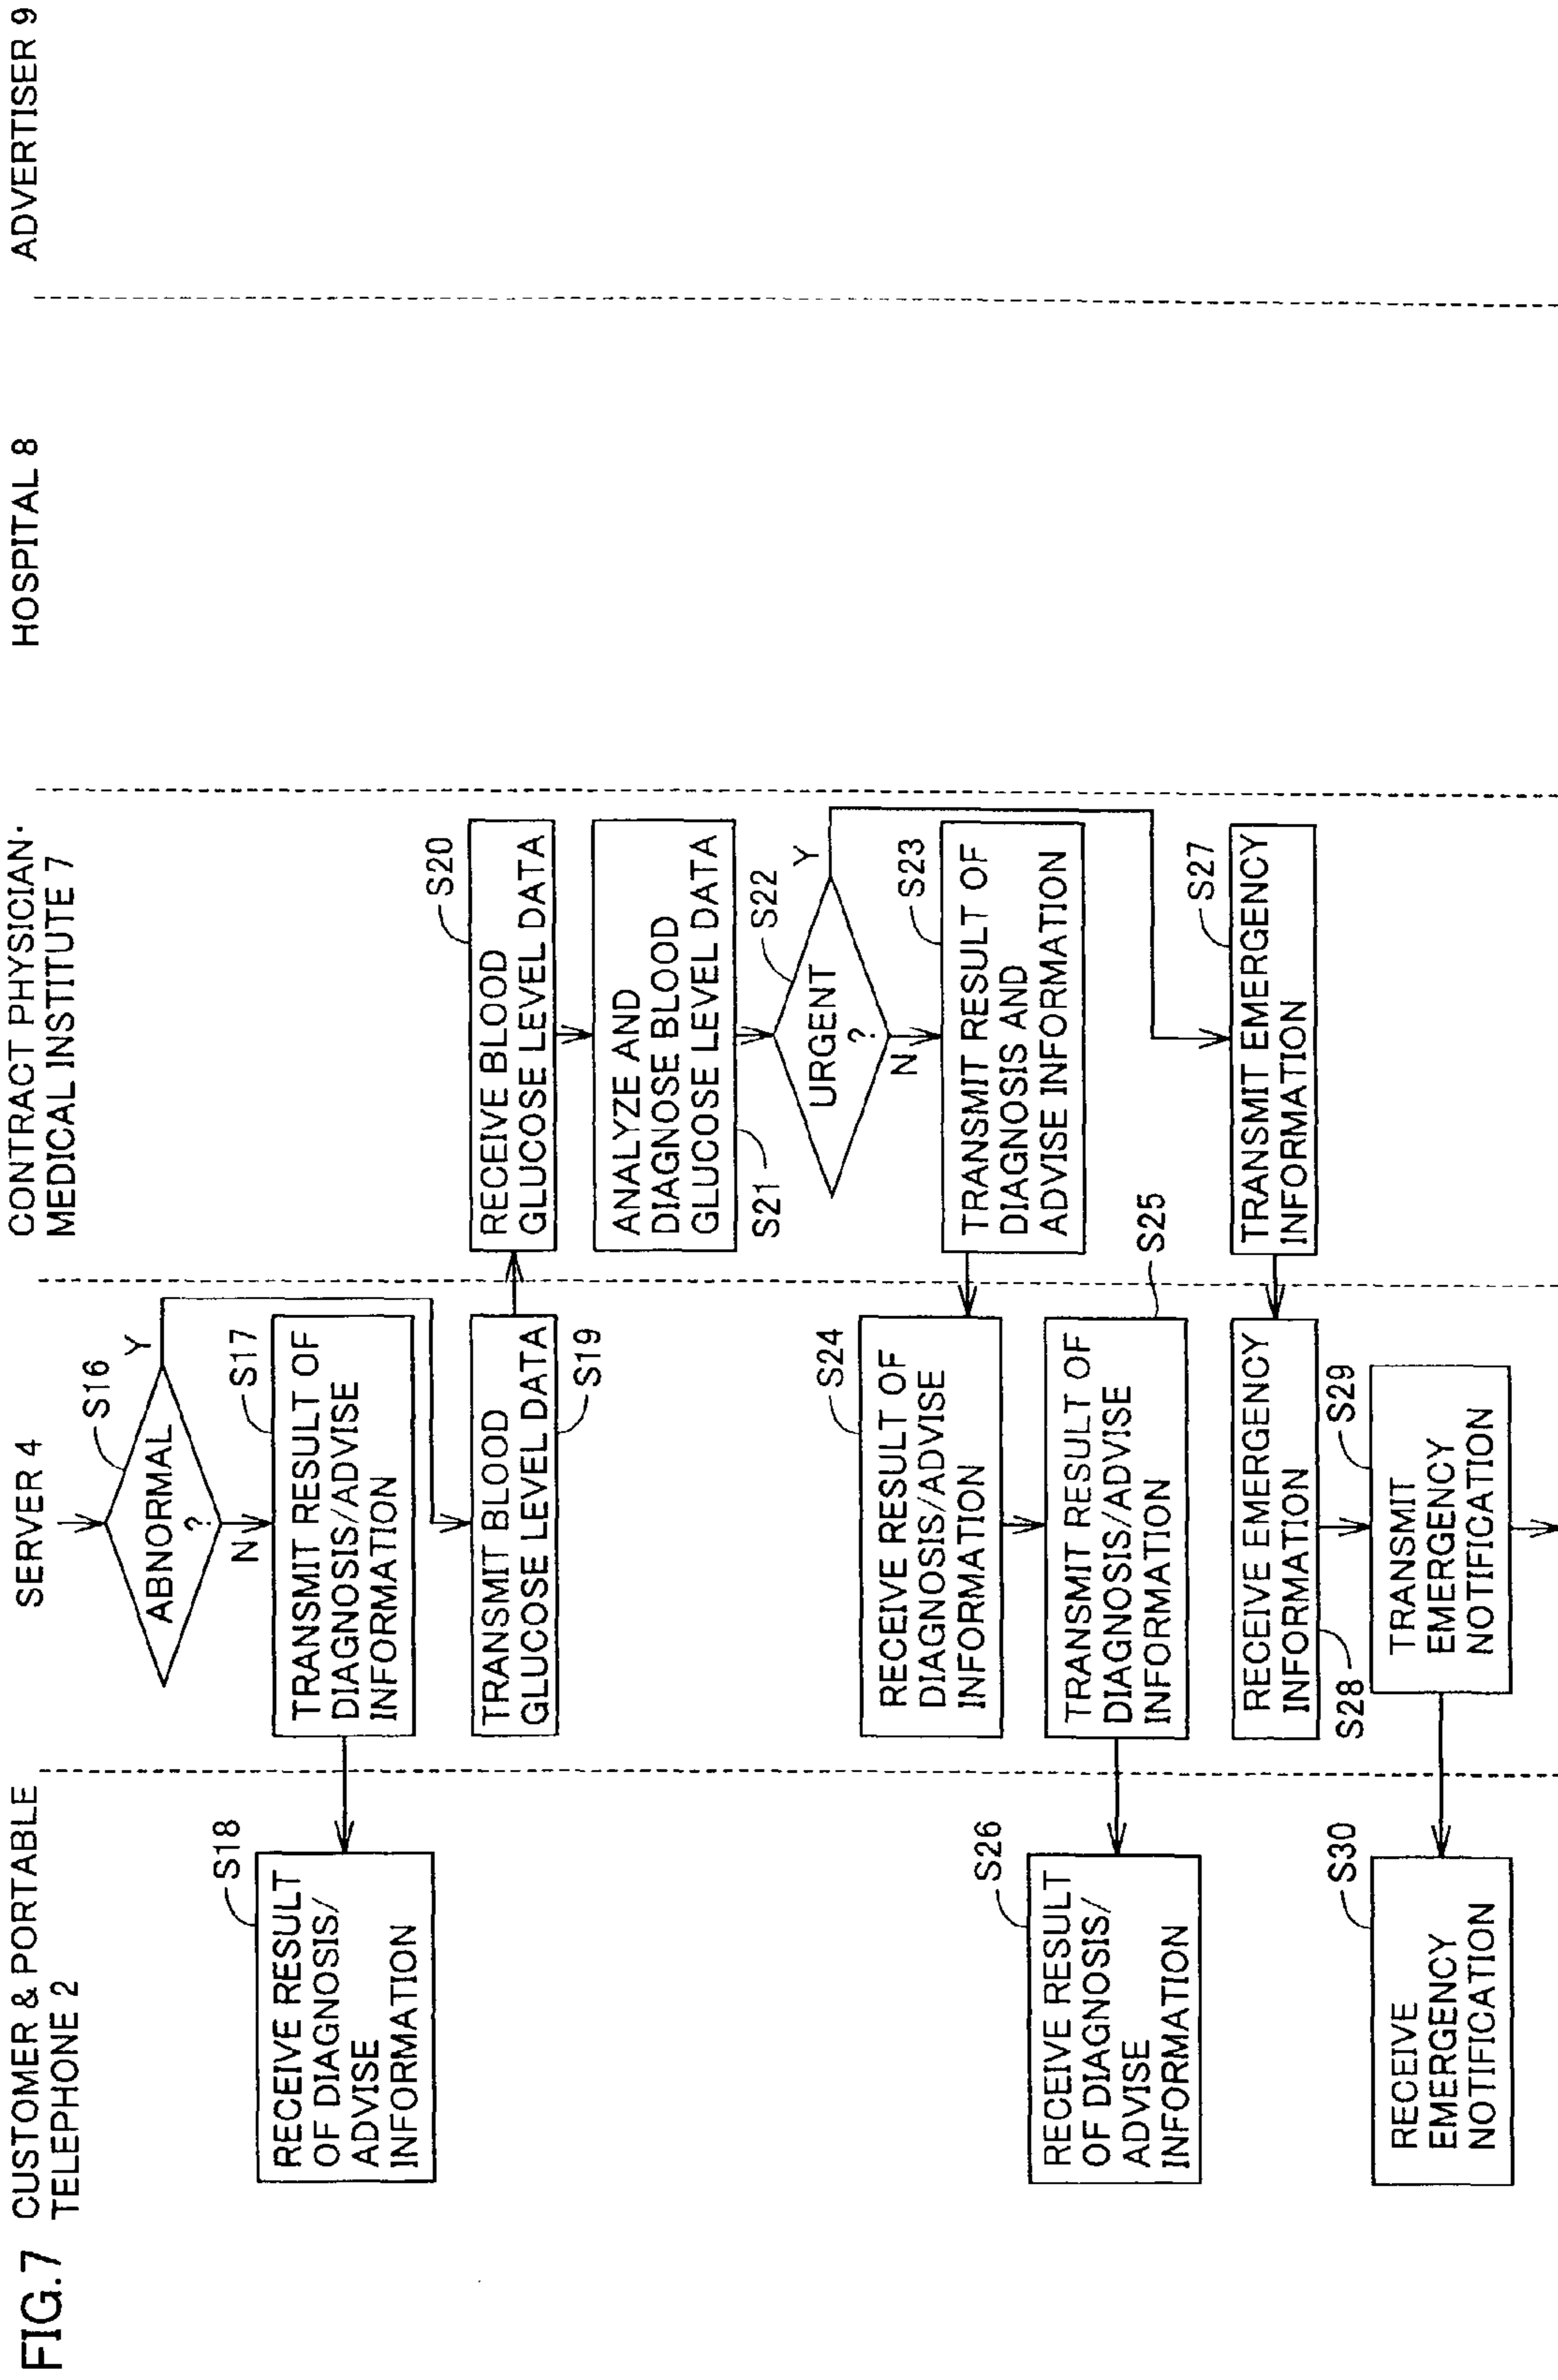 FIG.7
CUSTOMER & PORTABLE
TELEPHONE 2
SERVER 4
CONTRACT PHYSICIAN·
MEDICAL INSTITUTE 7
HOSPITAL 8
ADVERTISER 9
S16
ABNORMAL
?
Y
N
S17
TRANSMIT RESULT OF
DIAGNOSIS/ADVISE
INFORMATION
S18
RECEIVE RESULT
OF DIAGNOSIS/
ADVISE
INFORMATION
TRANSMIT BLOOD
GLUCOSE LEVEL DATA
S19
S20
RECEIVE BLOOD
GLUCOSE LEVEL DATA
ANALYZE AND
DIAGNOSE BLOOD
GLUCOSE LEVEL DATA
S21
S22
URGENT
?
Y
N
S23
TRANSMIT RESULT OF
DIAGNOSIS AND
ADVISE INFORMATION
S24
RECEIVE RESULT OF
DIAGNOSIS/ADVISE
INFORMATION
S25
TRANSMIT RESULT OF
DIAGNOSIS/ADVISE
INFORMATION
S26
RECEIVE RESULT
OF DIAGNOSIS/
ADVISE
INFORMATION
S27
TRANSMIT EMERGENCY
INFORMATION
RECEIVE EMERGENCY
INFORMATION
S28
S29
TRANSMIT
EMERGENCY
NOTIFICATION
S30
RECEIVE
EMERGENCY
NOTIFICATION